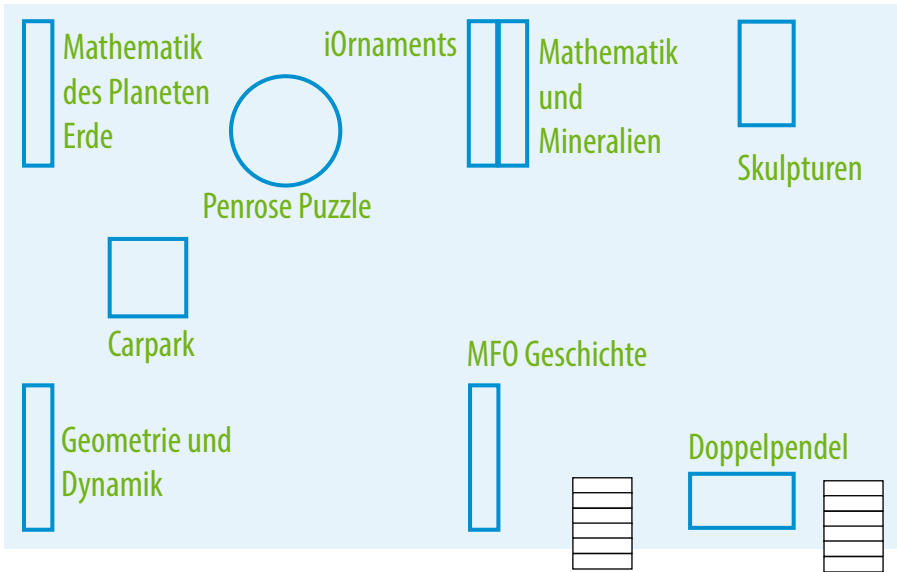 Mathematik
des Planeten
Erde
iOrnaments
Mathematik
und
Mineralien
Skulpturen
Penrose Puzzle
Carpark
MFO Geschichte
Geometrie und
Dynamik
Doppelpendel